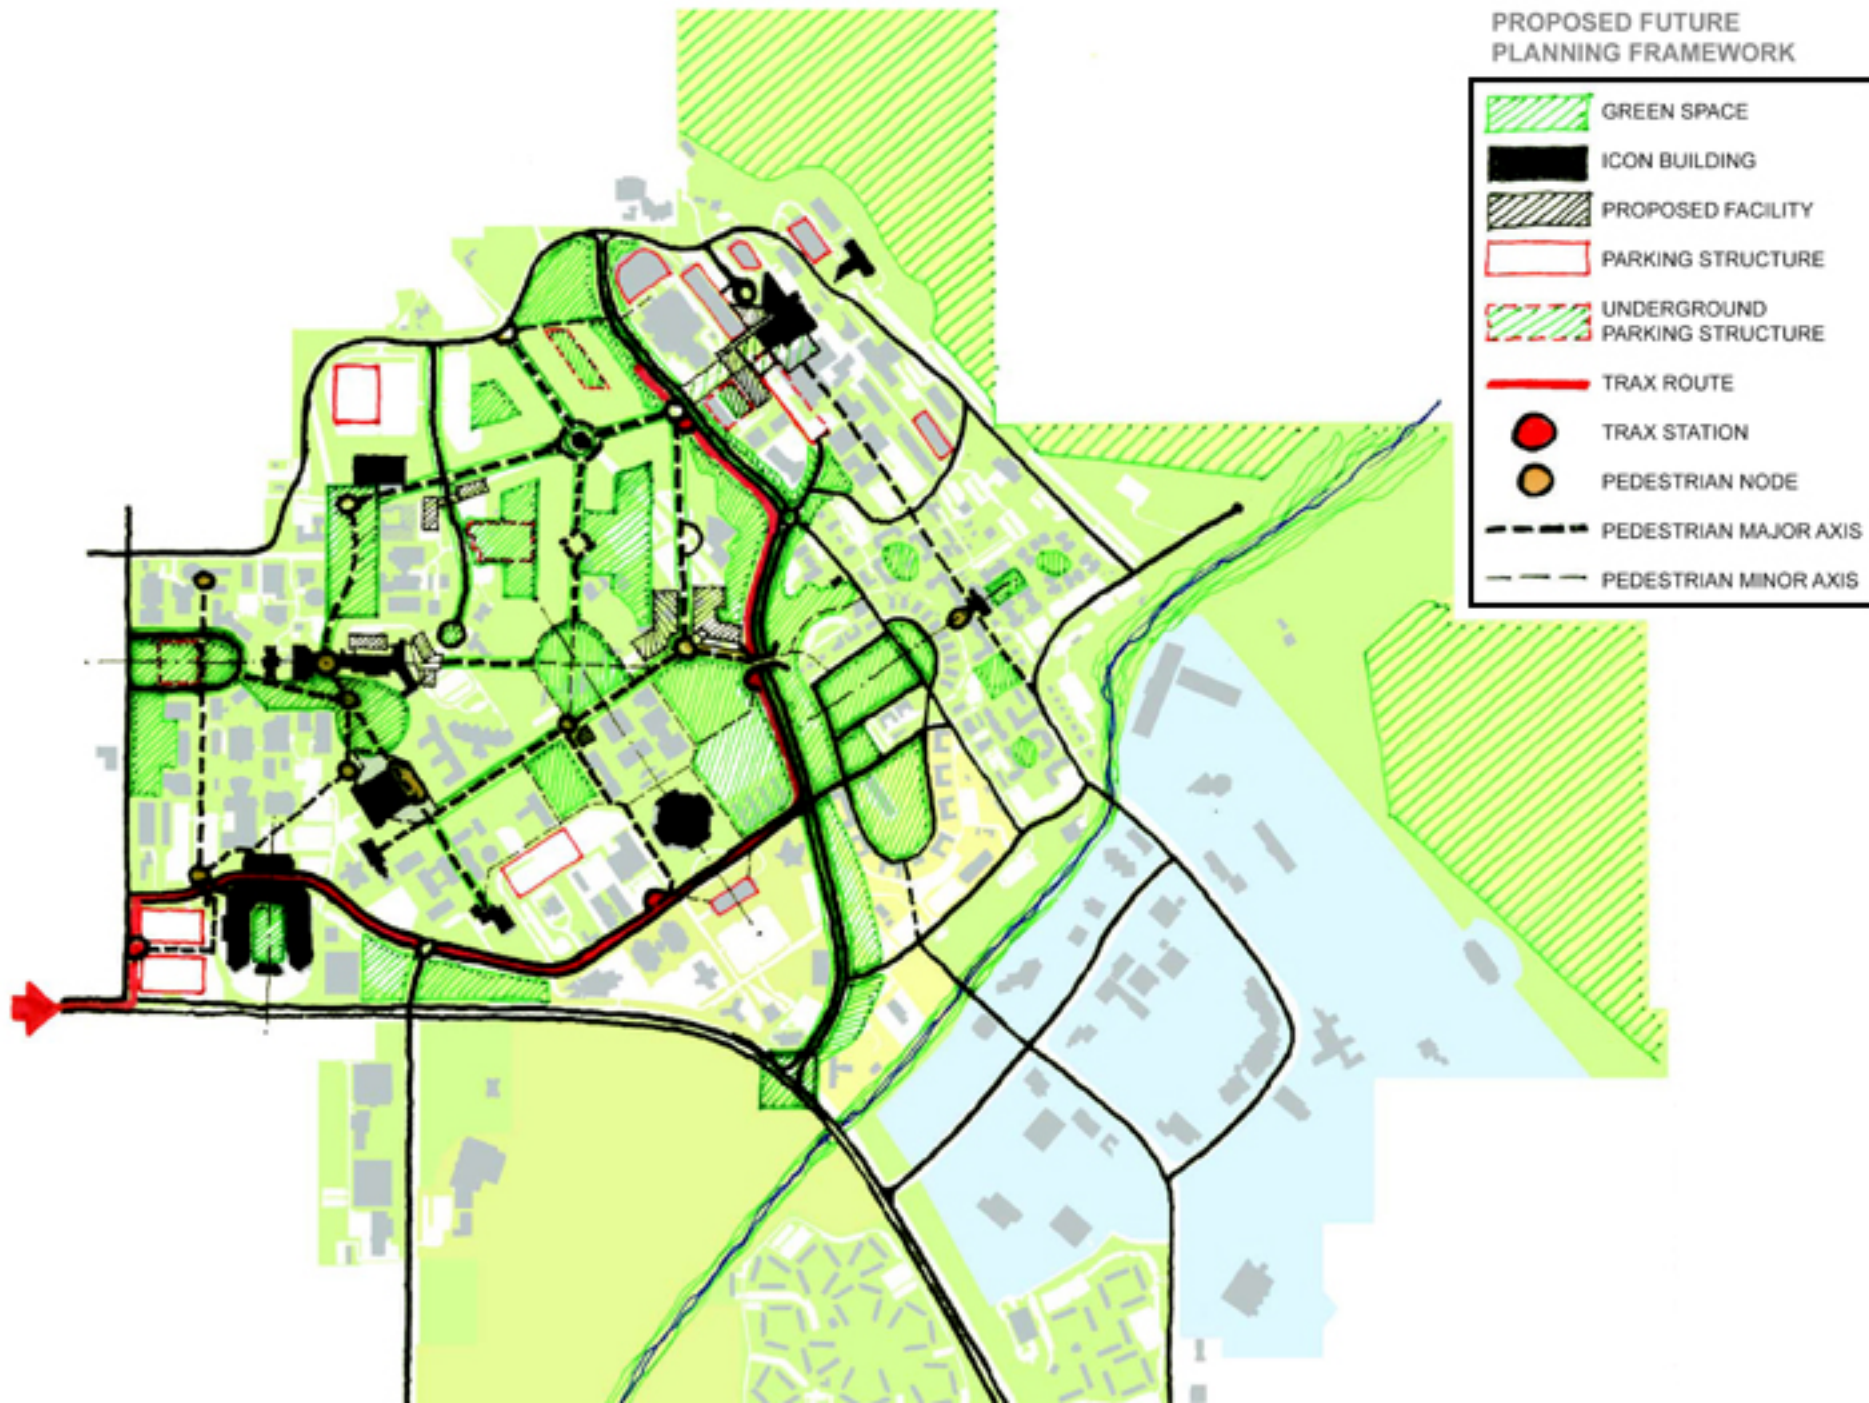 PROPOSED FUTURE
PLANNING FRAMEWORK
GREEN SPACE
ICON BUILDING
PROPOSED FACILITY
PARKING STRUCTURE
UNDERGROUND
PARKING STRUCTURE
TRAX ROUTE
TRAX STATION
PEDESTRIAN NODE
PEDESTRIAN MAJOR AXIS
PEDESTRIAN MINOR AXIS